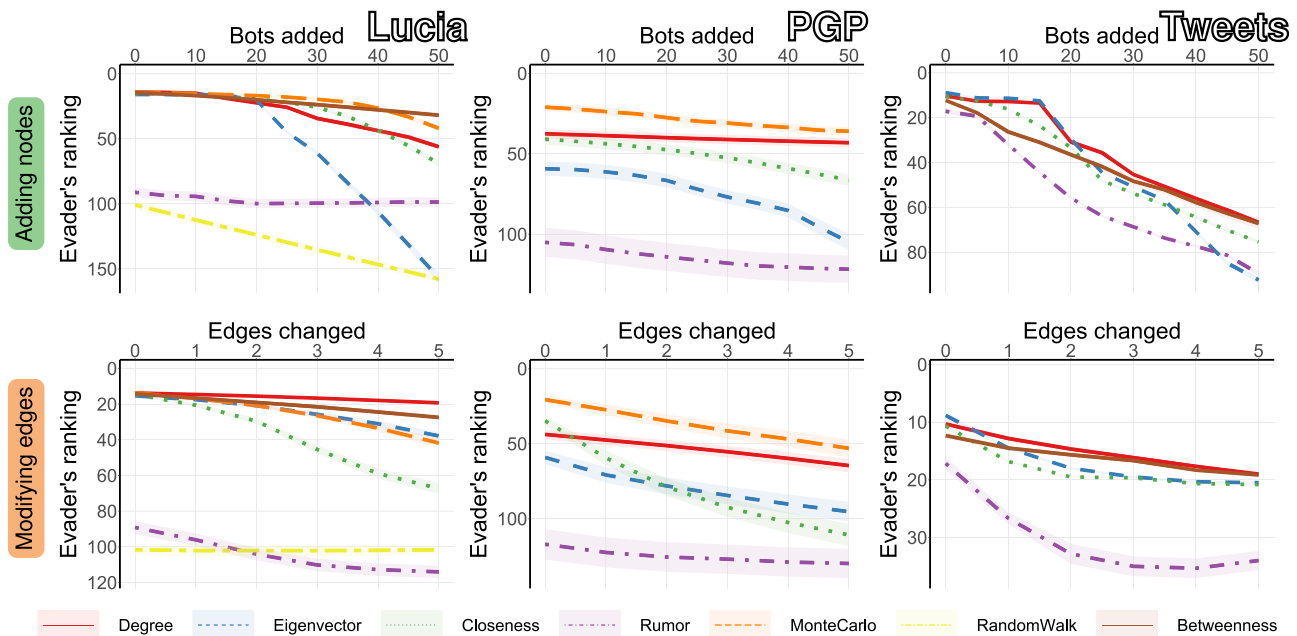 Lucia
PGP
Tweets
Bots added
Bots added
Bots added
0 10 20 30 40 50
0 10 20 30 40 50
0 10 20 30 40 50
Adding nodes
Evader's ranking
0
50
100
150
Evader's ranking
0
50
100
Evader's ranking
0
20
40
60
80
Edges changed
Edges changed
Edges changed
0 1 2 3 4 5
0 1 2 3 4 5
0 1 2 3 4 5
Modifying edges
Evader's ranking
0
20
40
60
80
100
120
Evader's ranking
0
50
100
Evader's ranking
0
10
20
30
Degree Eigenvector Closeness Rumor MonteCarlo RandomWalk Betweenness